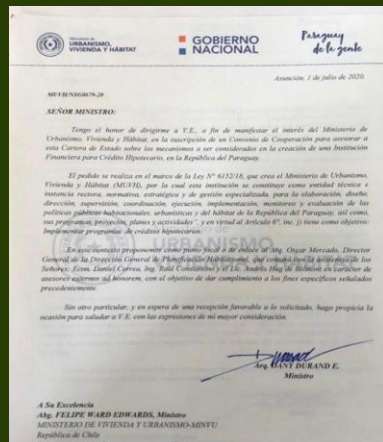 Ministerio de
URBANISMO,
VIVIENDA Y HÁBITAT
GOBIERNO
NACIONAL
Paraguay
de la gente
Asunción, 1 de julio de 2020.
MUVH/NSG0679-20
SEÑOR MINISTRO:
Tengo el honor de dirigirme a V.E., a fin de manifestar el interés del Ministerio de
Urbanismo, Vivienda y Hábitat, en la inscripción de un Convenio de Cooperación para asesorar a
esta Cartera de Estado sobre los mecanismos a ser considerados en la creación de una Institución
Financiera para Crédito Hipotecario, en la República del Paraguay.
El pedido se realiza en el marco de la Ley N° 6152/18, que crea el Ministerio de Urbanismo,
Vivienda y Hábitat (MUVH), por la cual esta institución se constituye como entidad técnica e
instancia rectora, normativa, estratégica y de gestión especializada, para la elaboración, diseño,
dirección, supervisión, coordinación, ejecución, implementación, monitoreo y evaluación de las
políticas públicas habitacionales, urbanísticas y del hábitat de la República del Paraguay, así como,
sus programas, proyectos, planes y actividades", y en virtud al Artículo 6°, inc. j) tiene como objetivo:
Implementar programas de créditos hipotecarios.
En este contexto proponemos como punto focal o de enlace al Ing. Oscar Mercado, Director
General de la Dirección General de Planificación Habitacional, que contará con la asistencia de los
Señores: Econ. Daniel Correa, Ing. Raúl Constantino y el Lic. Andrés Hug de Belmont en carácter de
asesores externos ad honorem, con el objetivo de dar cumplimiento a los fines específicos señalados
precedentemente.
Sin otro particular, y en espera de una recepción favorable a lo solicitado, hago propicia la
ocasión para saludar a V.E. con las expresiones de mi mayor consideración.
Arq. DANY DURAND E.
Ministro
A Su Excelencia
Abg. FELIPE WARD EDWARDS, Ministro
MINISTERIO DE VIVIENDA Y URBANISMO-MINVU
República de Chile